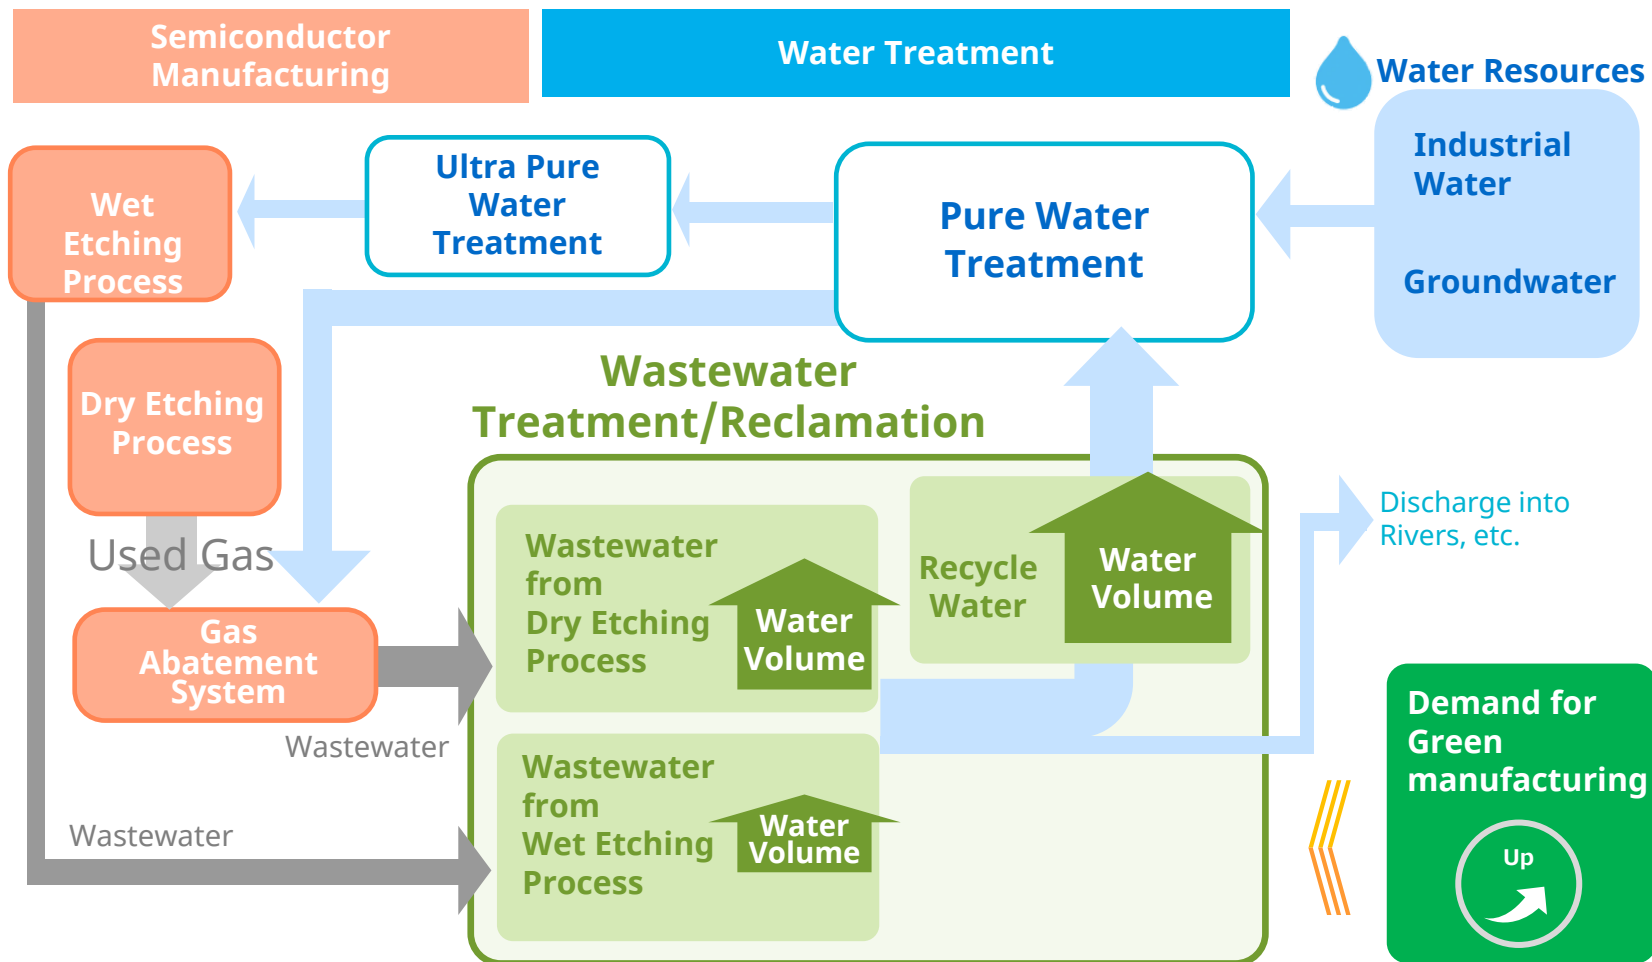 Semiconductor
Manufacturing
Water Treatment
Water Resources
Industrial
Water
Groundwater
Pure Water
Treatment
Ultra Pure
Water
Treatment
Wet
Etching
Process
Dry Etching
Process
Used Gas
Gas
Abatement
System
Wastewater
Wastewater
Wastewater
Treatment/Reclamation
Wastewater
from
Dry Etching
Process
Water
Volume
Recycle
Water
Water
Volume
Wastewater
from
Wet Etching
Process
Water
Volume
Discharge into
Rivers, etc.
Demand for
Green
manufacturing
Up